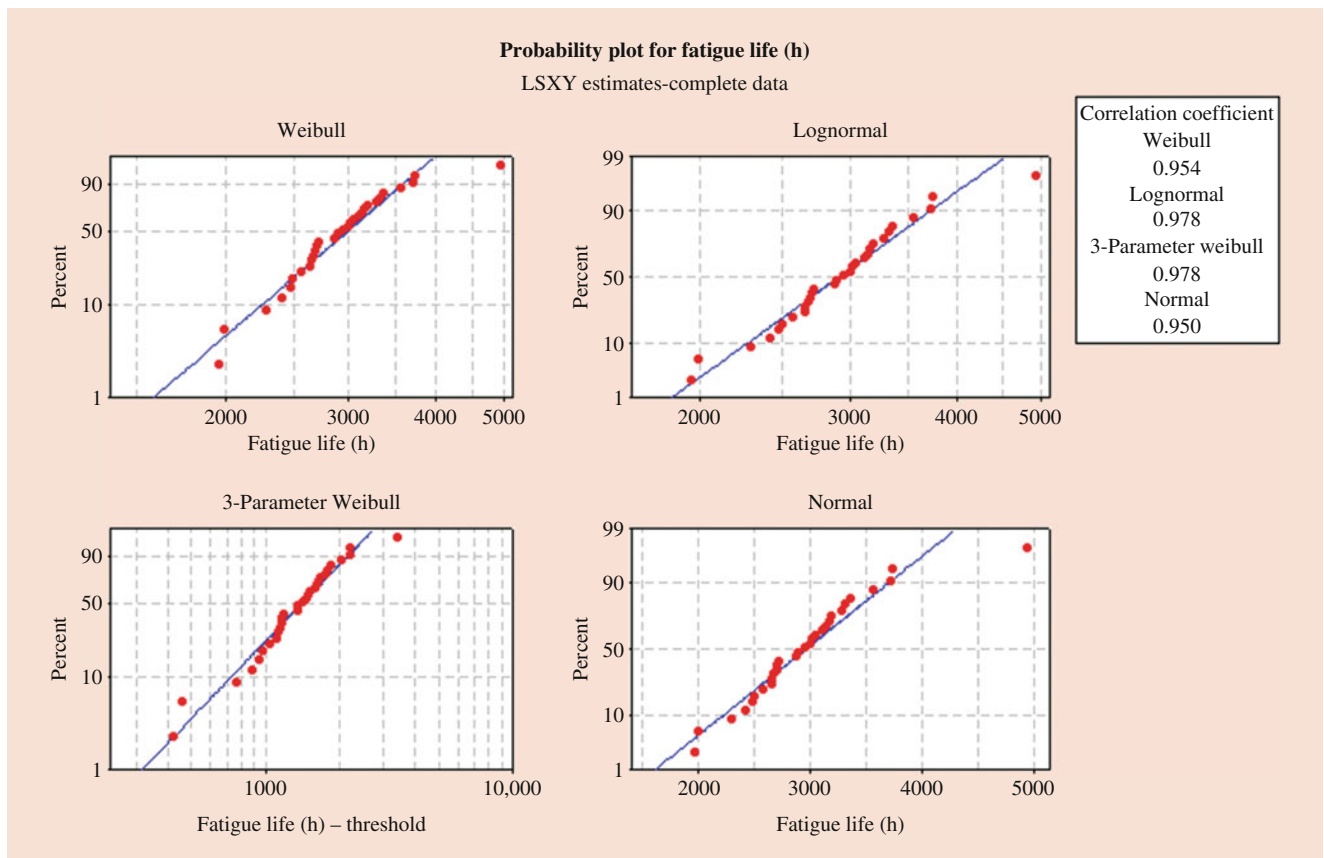 Probability plot for fatigue life (h)
LSXY estimates-complete data
Weibull
Percent
90
50
10
1
2000 3000 4000 5000
Fatigue life (h)
Lognormal
Percent
99
90
50
10
1
2000 3000 4000 5000
Fatigue life (h)
Correlation coefficient
Weibull
0.954
Lognormal
0.978
3-Parameter weibull
0.978
Normal
0.950
3-Parameter Weibull
Percent
90
50
10
1
1000 10,000
Fatigue life (h) – threshold
Normal
Percent
99
90
50
10
1
2000 3000 4000 5000
Fatigue life (h)